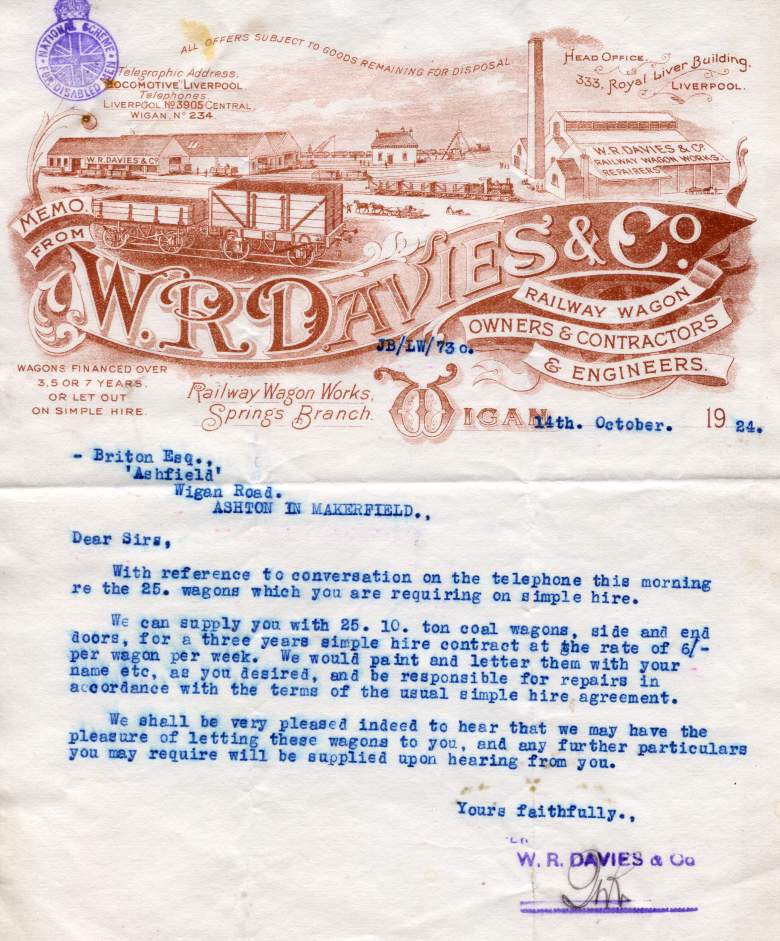 NATIONAL SCHEME
FOR DISABLED MEN
ALL OFFERS SUBJECT TO GOODS REMAINING FOR DISPOSAL.
Telegraphic Address,
"LOCOMOTIVE" LIVERPOOL
Telephones
LIVERPOOL Nº 3905 CENTRAL,
WIGAN, Nº 234.
HEAD OFFICE,
333, Royal Liver Building,
LIVERPOOL.
W.R. DAVIES & Cº
W.R. DAVIES & Cº
RAILWAY WAGON WORKS
REPAIRERS
MEMO.
FROM
W.R. DAVIES & Cº
RAILWAY WAGON
OWNERS & CONTRACTORS
& ENGINEERS.
JB/LW/73 c.
WAGONS FINANCED OVER
3, 5 OR 7 YEARS.
OR LET OUT
ON SIMPLE HIRE.
Railway Wagon Works,
Springs Branch.
WIGAN, 14th. October. 1924.
- Briton Esq.,
'Ashfield'
Wigan Road.
ASHTON IN MAKERFIELD.,
Dear Sirs,
With reference to conversation on the telephone this morning
re the 25. wagons which you are requiring on simple hire.
We can supply you with 25. 10. ton coal wagons, side and end
doors, for a three years simple hire contract at the rate of 6/-
per wagon per week. We would paint and letter them with your
name etc, as you desired, and be responsible for repairs in
accordance with the terms of the usual simple hire agreement.
We shall be very pleased indeed to hear that we may have the
pleasure of letting these wagons to you, and any further particulars
you may require will be supplied upon hearing from you.
Yours faithfully.,
W. R. DAVIES & Co